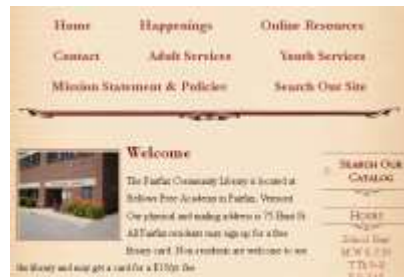 Home Happenings Online Resources
Contact Adult Services Youth Services
Mission Statement & Policies Search Our Site
Welcome
The Fairfax Community Library is located at
Bellows Free Academy in Fairfax, Vermont.
Our physical and mailing address is 75 Hunt St.
All Fairfax residents may sign up for a free
library card. Non-residents are welcome to use
the library and may get a card for a $10/yr fee.
Search Our
Catalog
Hours
School Year